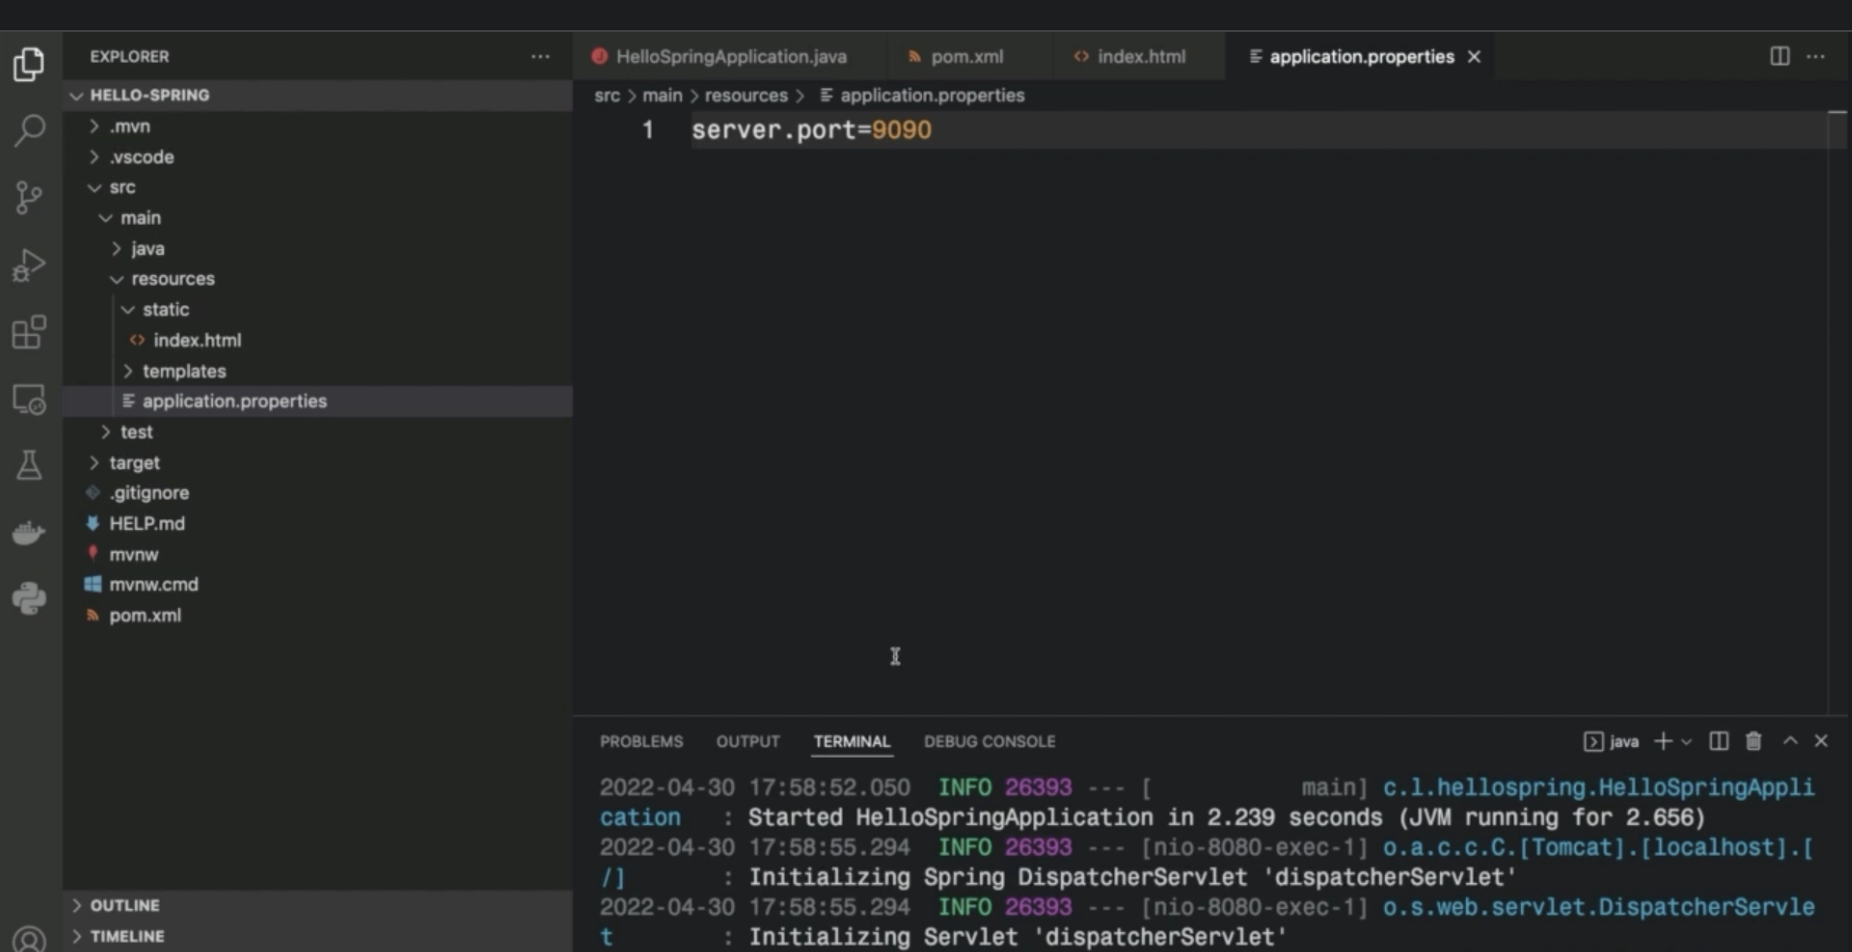 EXPLORER
···
HELLO-SPRING
.mvn
.vscode
src
main
java
resources
static
index.html
templates
application.properties
test
target
.gitignore
HELP.md
mvnw
mvnw.cmd
pom.xml
OUTLINE
TIMELINE
HelloSpringApplication.java pom.xml index.html application.properties
src > main > resources > application.properties
1 server.port=9090
PROBLEMS OUTPUT TERMINAL DEBUG CONSOLE java
2022-04-30 17:58:52.050 INFO 26393 --- [ main] c.l.hellospring.HelloSpringAppli
cation : Started HelloSpringApplication in 2.239 seconds (JVM running for 2.656)
2022-04-30 17:58:55.294 INFO 26393 --- [nio-8080-exec-1] o.a.c.c.C.[Tomcat].[localhost].[
/] : Initializing Spring DispatcherServlet 'dispatcherServlet'
2022-04-30 17:58:55.294 INFO 26393 --- [nio-8080-exec-1] o.s.web.servlet.DispatcherServle
t : Initializing Servlet 'dispatcherServlet'